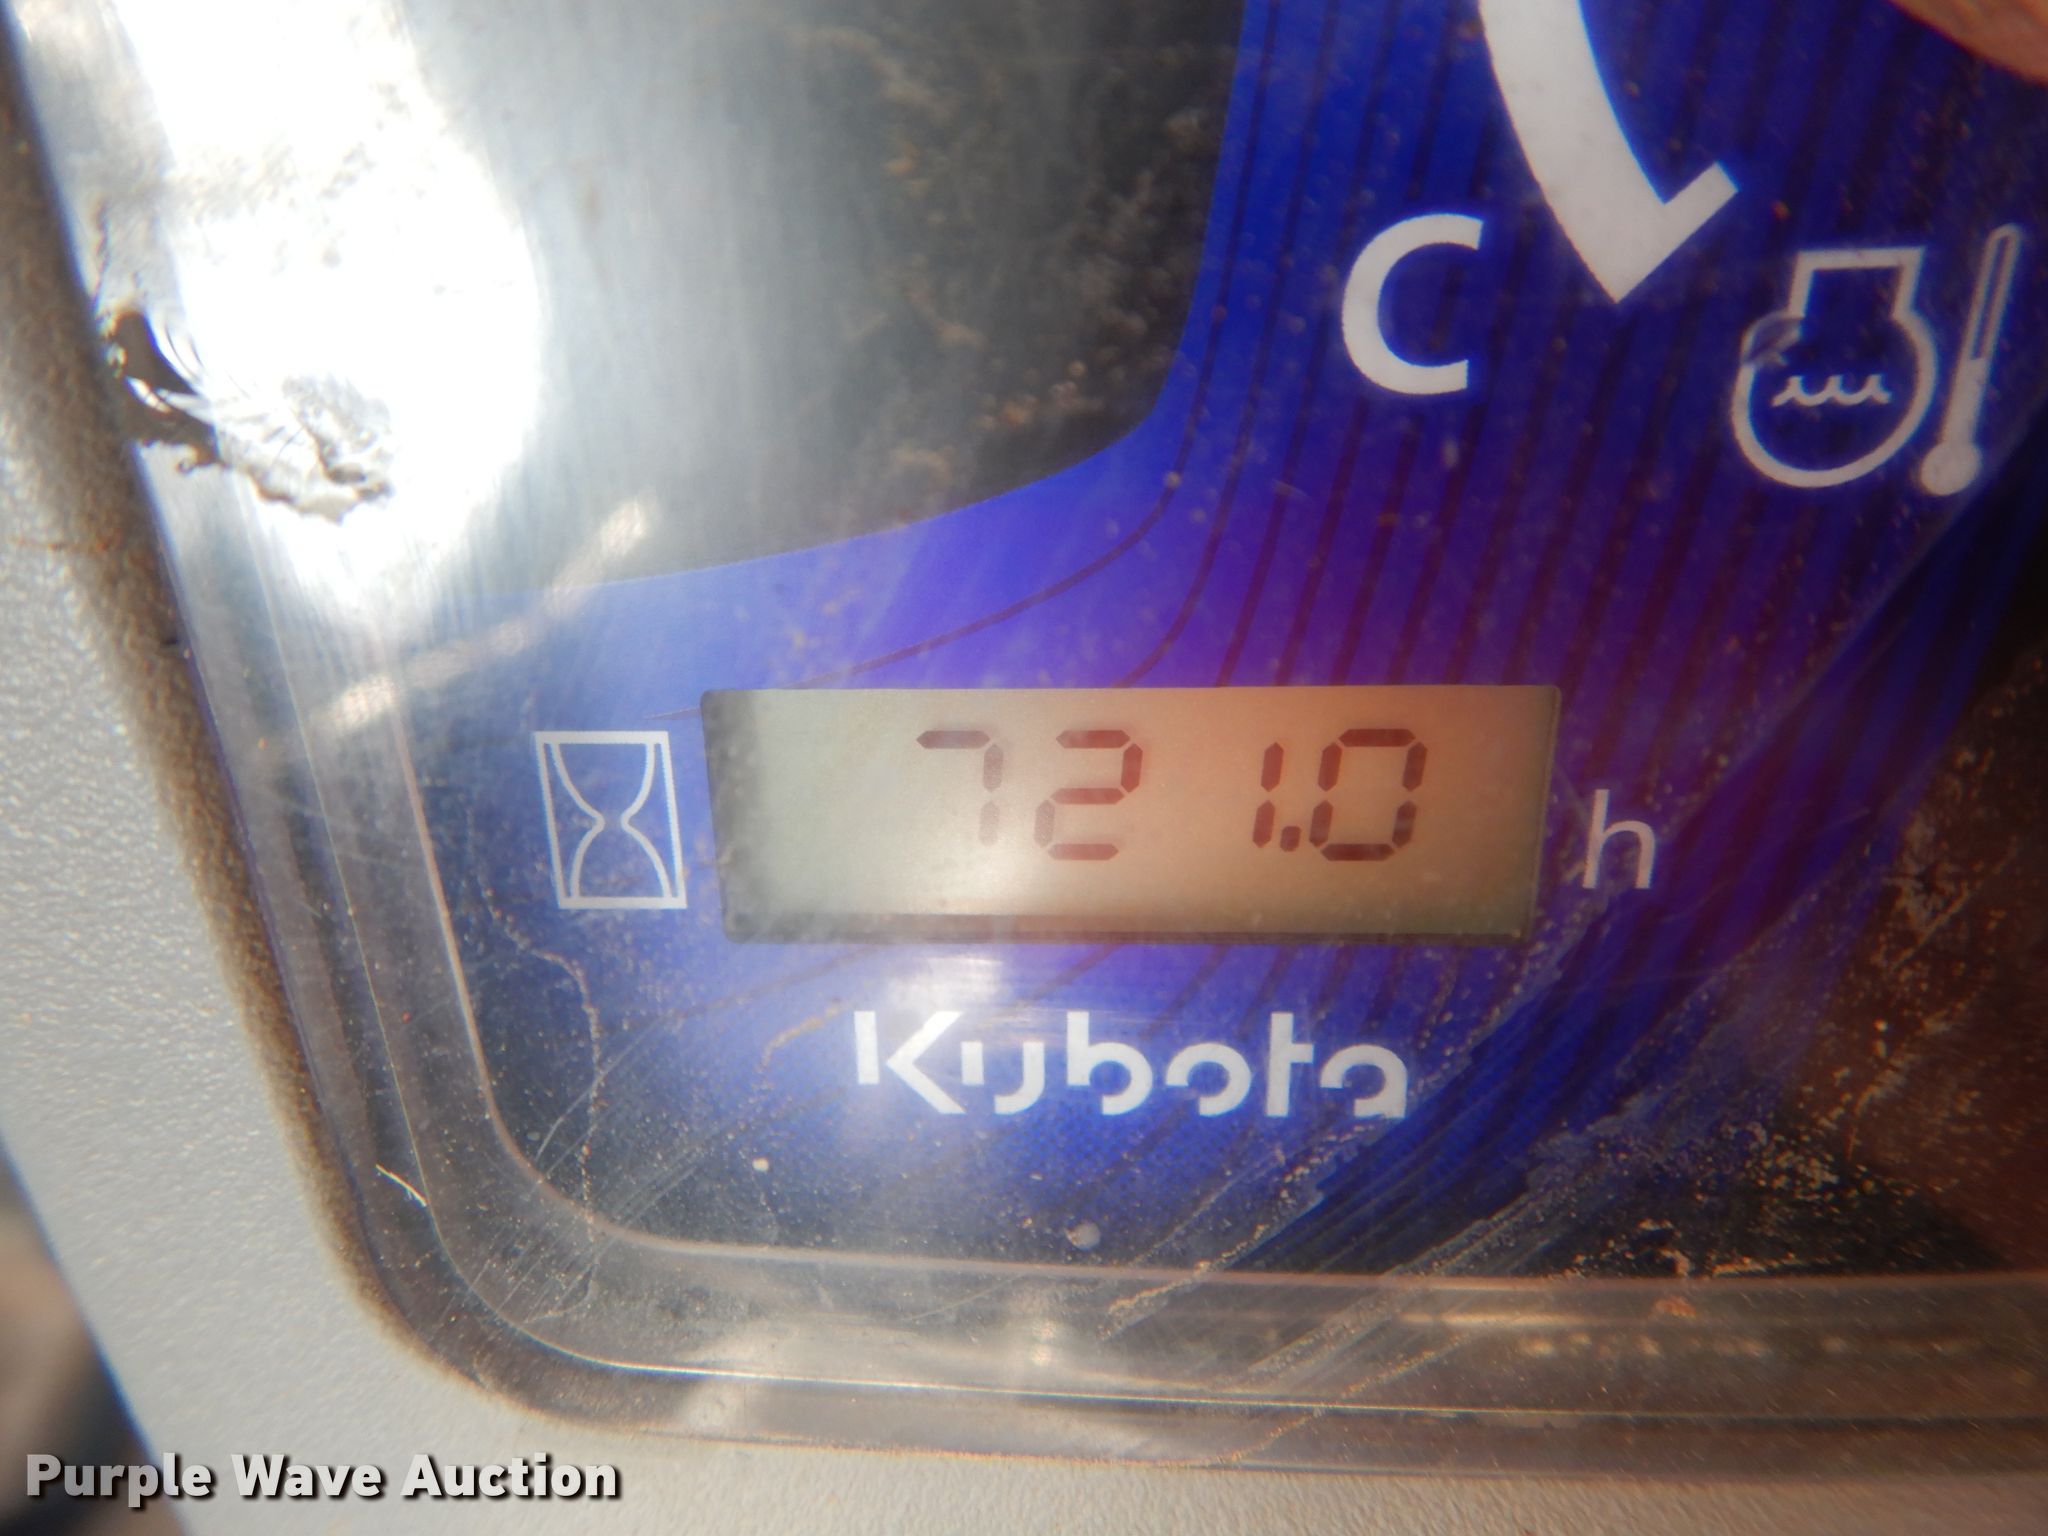 C
721.0 h
Kubota
Purple Wave Auction